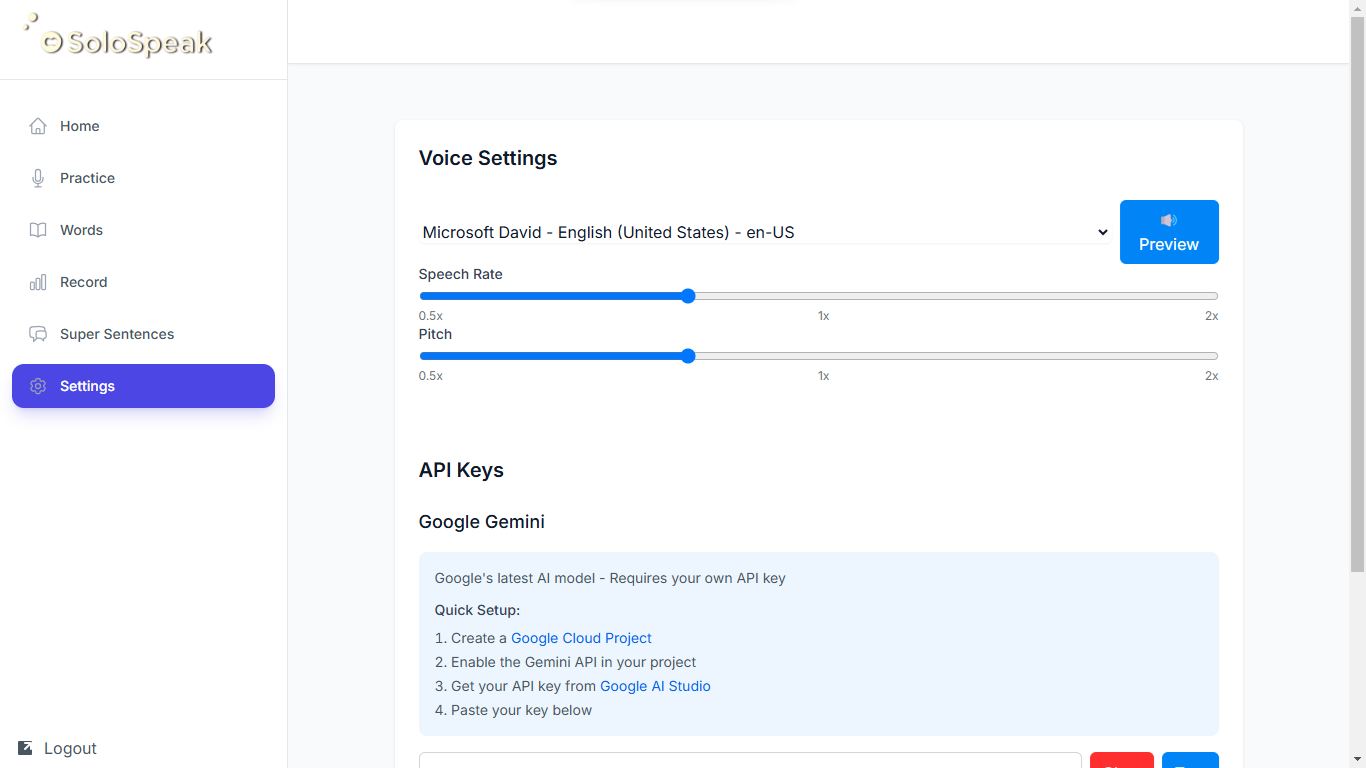 SoloSpeak
Home
Practice
Words
Record
Super Sentences
Settings
Logout
Voice Settings
Microsoft David - English (United States) - en-US
Preview
Speech Rate
0.5x 1x 2x
Pitch
0.5x 1x 2x
API Keys
Google Gemini
Google's latest AI model - Requires your own API key
Quick Setup:
1. Create a Google Cloud Project
2. Enable the Gemini API in your project
3. Get your API key from Google AI Studio
4. Paste your key below